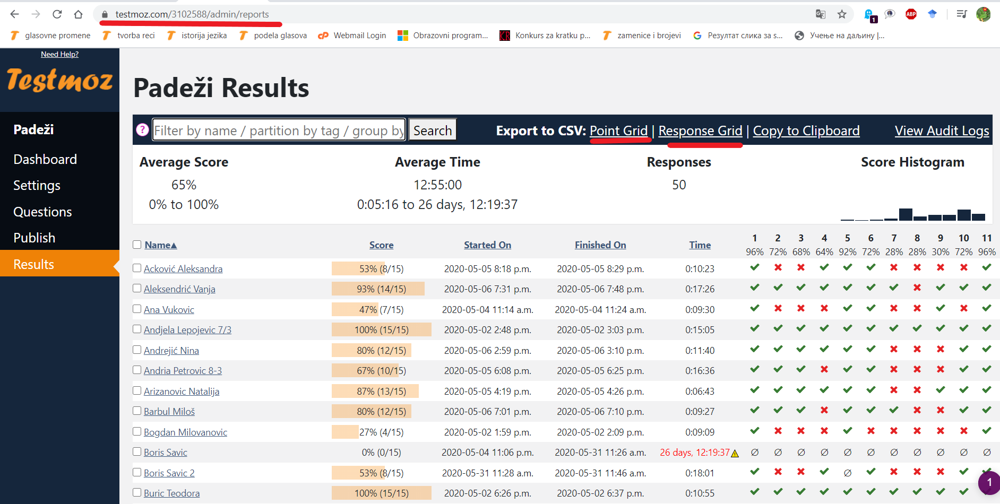 testmoz.com/3102588/admin/reports
1
ABP
glasovne promene
tvorba reci
istorija jezika
podela glasova
Webmail Login
Obrazovni program...
KR
Konkurs za kratku p...
zamenice i brojevi
Резултат слика за s...
Учење на даљину |...
Need Help?
Testmoz
Padeži
Dashboard
Settings
Questions
Publish
Results
Padeži Results
? Filter by name / partition by tag / group by Search Export to CSV: Point Grid | Response Grid | Copy to Clipboard View Audit Logs
Average Score Average Time Responses Score Histogram
65% 12:55:00 50
0% to 100% 0:05:16 to 26 days, 12:19:37
Name▲ Score Started On Finished On Time 1 2 3 4 5 6 7 8 9 10 11
96% 72% 68% 64% 92% 72% 28% 28% 30% 72% 96%
Acković Aleksandra 53% (8/15) 2020-05-05 8:18 p.m. 2020-05-05 8:29 p.m. 0:10:23 ✓ ✗ ✗ ✓ ✓ ✓ ✗ ✗ ✗ ✗ ✓
Aleksendrić Vanja 93% (14/15) 2020-05-06 7:31 p.m. 2020-05-06 7:48 p.m. 0:17:26 ✓ ✓ ✓ ✓ ✓ ✓ ✓ ✗ ✓ ✓ ✓
Ana Vukovic 47% (7/15) 2020-05-04 11:14 a.m. 2020-05-04 11:24 a.m. 0:09:30 ✓ ✗ ✗ ✗ ✓ ✓ ✗ ✗ ✓ ✗ ✓
Andjela Lepojevic 7/3 100% (15/15) 2020-05-02 2:48 p.m. 2020-05-02 3:03 p.m. 0:15:05 ✓ ✓ ✓ ✓ ✓ ✓ ✓ ✓ ✓ ✓ ✓
Andrejić Nina 80% (12/15) 2020-05-06 2:59 p.m. 2020-05-06 3:10 p.m. 0:11:40 ✓ ✓ ✓ ✓ ✓ ✓ ✗ ✗ ✗ ✓ ✓
Andria Petrovic 8-3 67% (10/15) 2020-05-05 6:08 p.m. 2020-05-05 6:25 p.m. 0:16:36 ✓ ✓ ✓ ✗ ✓ ✓ ✗ ✗ ✗ ✓ ✓
Arizanovic Natalija 87% (13/15) 2020-05-05 4:19 p.m. 2020-05-05 4:26 p.m. 0:06:43 ✓ ✓ ✓ ✓ ✓ ✓ ✗ ✗ ✓ ✓ ✓
Barbul Miloš 80% (12/15) 2020-05-06 7:01 p.m. 2020-05-06 7:10 p.m. 0:09:27 ✓ ✓ ✓ ✗ ✓ ✓ ✓ ✗ ✗ ✓ ✓
Bogdan Milovanovic 27% (4/15) 2020-05-02 1:59 p.m. 2020-05-02 2:09 p.m. 0:09:09 ✓ ✗ ✗ ✗ ✓ ✗ ✗ ✗ ✗ ✗ ✓
Boris Savic 0% (0/15) 2020-05-04 11:06 p.m. 2020-05-31 11:26 a.m. 26 days, 12:19:37 ∅ ∅ ∅ ∅ ∅ ∅ ∅ ∅ ∅ ∅ ∅
Boris Savic 2 53% (8/15) 2020-05-31 11:28 a.m. 2020-05-31 11:46 a.m. 0:18:01 ✓ ✗ ✗ ✓ ∅ ✓ ✗ ✗ ✗ ✓ ✓
Buric Teodora 100% (15/15) 2020-05-02 6:26 p.m. 2020-05-02 6:37 p.m. 0:10:55 ✓ ✓ ✓ ✓ ✓ ✓ ✓ ✓ ✓ ✓
1